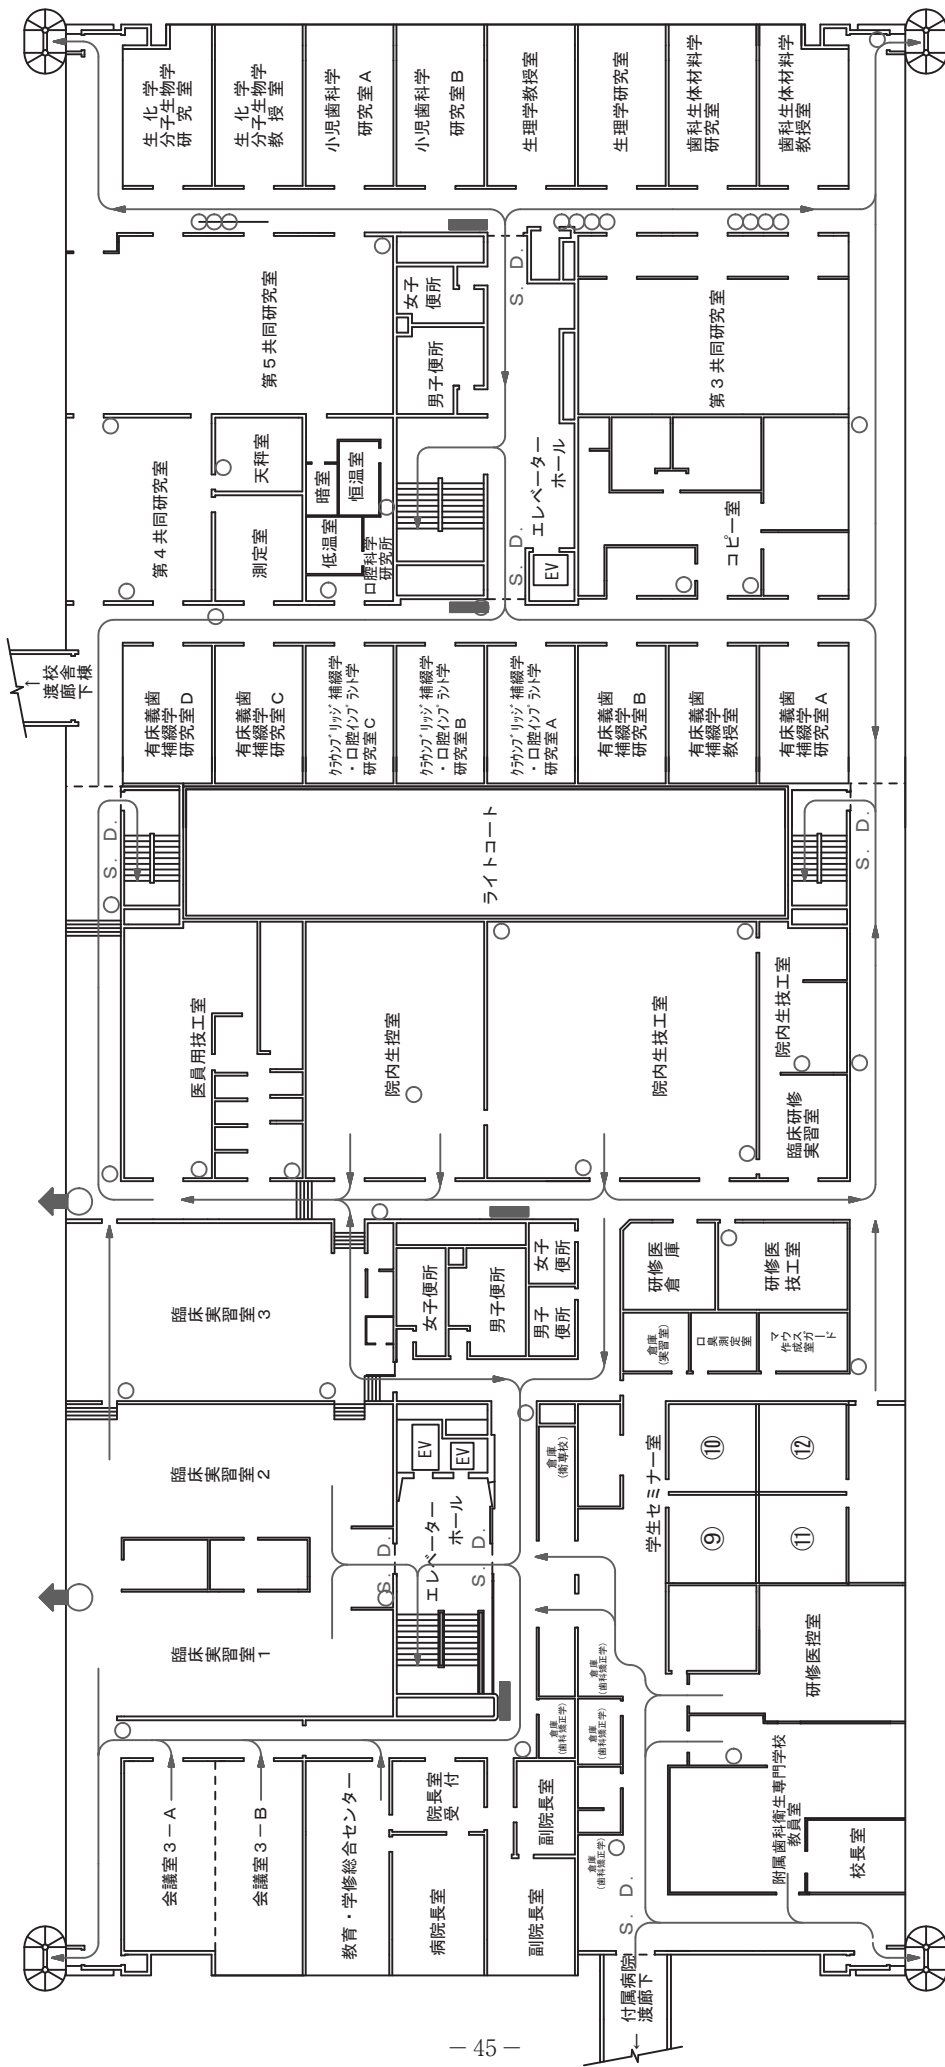 生 化 学
分子生物学
研 究 室
生 化 学
分子生物学
教 授 室
小児歯科学
研究室A
小児歯科学
研究室B
生理学教授室
生理学研究室
歯科生体材料学
研究室
歯科生体材料学
教授室
第5共同研究室
女子
便所
男子便所
S. D.
第3共同研究室
第4共同研究室
天秤室
測定室
暗室
恒温室
低温室
口腔科学
研究所
エレベーター
ホール
S. D.
EV
コピー室
校舎棟
渡廊下
←
有床義歯
補綴学
研究室D
有床義歯
補綴学
研究室C
クラウンブリッジ補綴学
・口腔インプラント学
研究室C
クラウンブリッジ補綴学
・口腔インプラント学
研究室B
クラウンブリッジ補綴学
・口腔インプラント学
研究室A
有床義歯
補綴学
研究室B
有床義歯
補綴学
教授室
有床義歯
補綴学
研究室A
S. D.
ライトコート
S. D.
医員用技工室
院内生控室
院内生技工室
院内生技工室
臨床研修
実習室
臨床実習室3
女子便所
男子便所
女子
便所
男子
便所
研修医
倉庫
研修医
技工室
倉庫
(実習室)
口臭
測定室
マウスガード
作成室
臨床実習室2
EV
EV
エレベーター
ホール
S. D.
S. D.
倉庫
(衛専校)
学生セミナー室
⑩
⑫
⑨
⑪
臨床実習室1
倉庫
(歯科矯正学)
倉庫
(歯科矯正学)
倉庫
(歯科矯正学)
研修医控室
会議室3-A
会議室3-B
教育・学修総合センター
院長室
受 付
病院長室
副院長室
副院長室
倉庫
(歯科矯正学)
S. D.
附属歯科衛生専門学校
教員室
校長室
付属病院
渡廊下
←
- 45 -